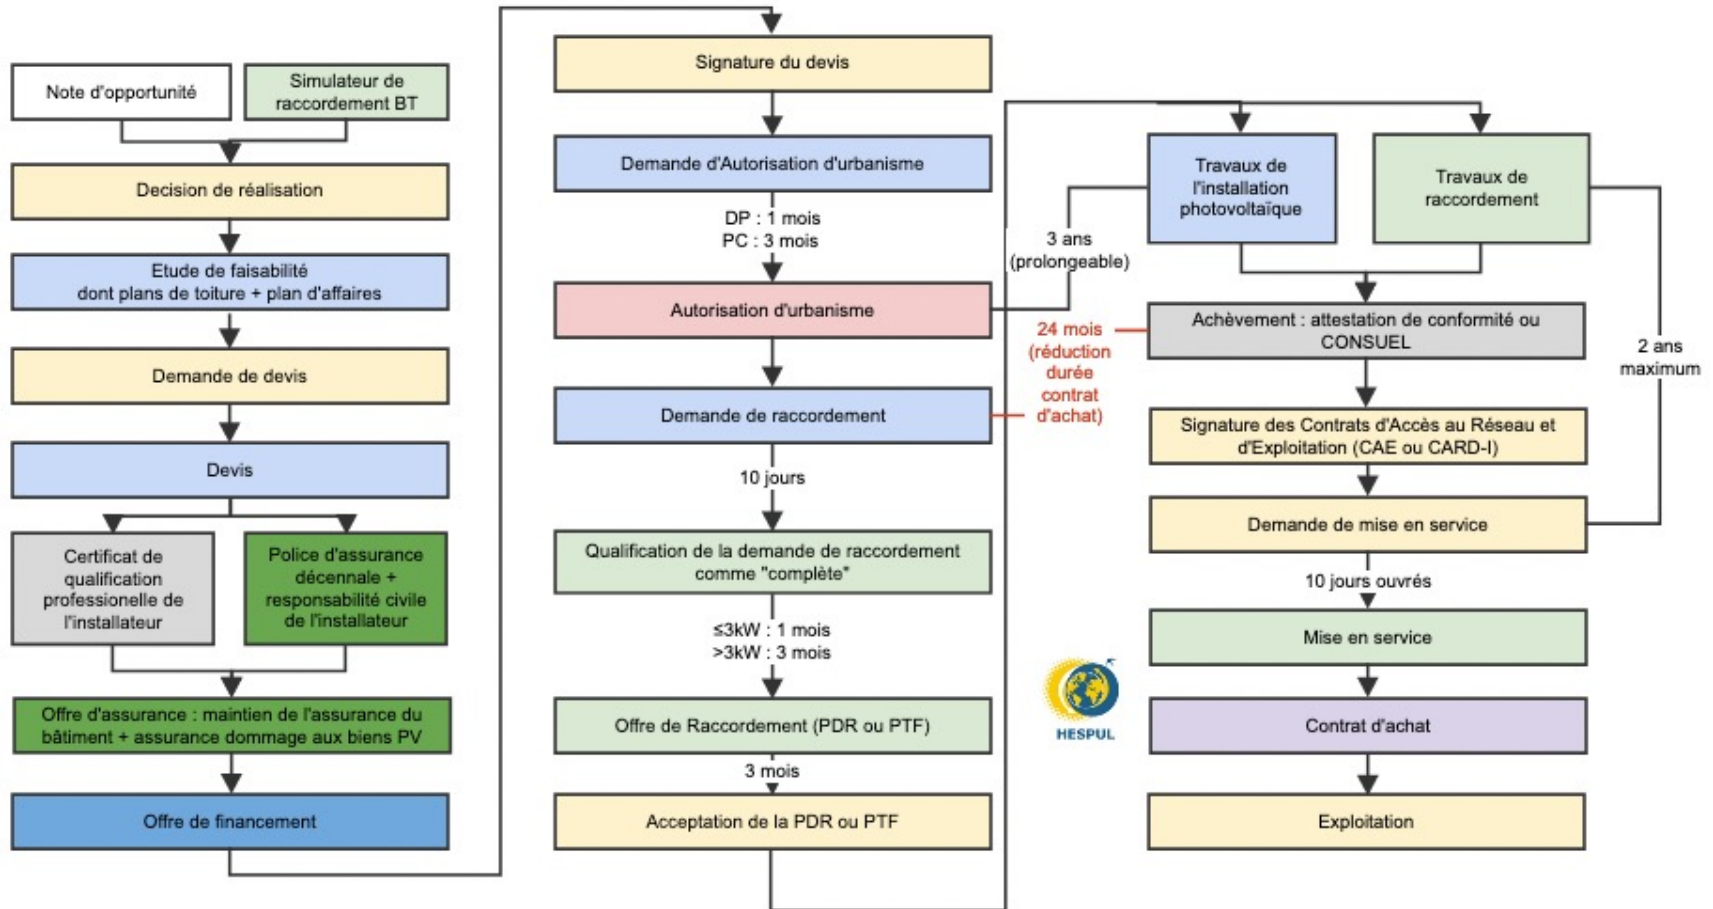 Note d'opportunité
Simulateur de
raccordement BT
Decision de réalisation
Etude de faisabilité
dont plans de toiture + plan d'affaires
Demande de devis
Devis
Certificat de
qualification
professionelle de
l'installateur
Police d'assurance
décennale +
responsabilité civile
de l'installateur
Offre d'assurance : maintien de l'assurance du
bâtiment + assurance dommage aux biens PV
Offre de financement
Signature du devis
Demande d'Autorisation d'urbanisme
DP : 1 mois
PC : 3 mois
Autorisation d'urbanisme
Demande de raccordement
10 jours
Qualification de la demande de raccordement
comme "complète"
≤3kW : 1 mois
>3kW : 3 mois
Offre de Raccordement (PDR ou PTF)
3 mois
Acceptation de la PDR ou PTF
3 ans
(prolongeable)
24 mois
(réduction
durée
contrat
d'achat)
Travaux de
l'installation
photovoltaïque
Travaux de
raccordement
Achèvement : attestation de conformité ou
CONSUEL
2 ans
maximum
Signature des Contrats d'Accès au Réseau et
d'Exploitation (CAE ou CARD-I)
Demande de mise en service
10 jours ouvrés
Mise en service
HESPUL
Contrat d'achat
Exploitation